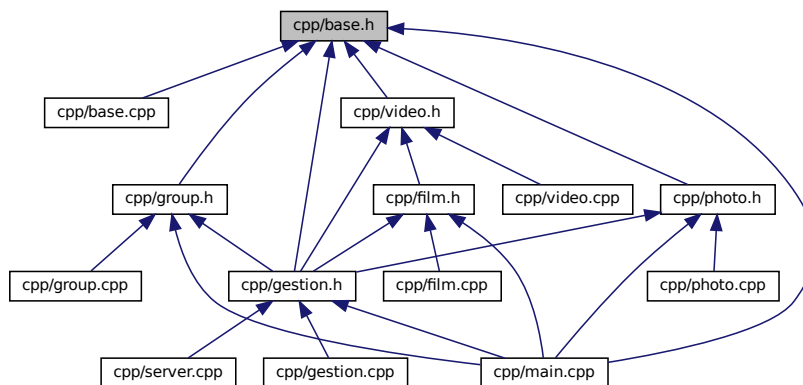 cpp/base.h
cpp/base.cpp
cpp/video.h
cpp/group.h
cpp/film.h
cpp/video.cpp
cpp/photo.h
cpp/group.cpp
cpp/gestion.h
cpp/film.cpp
cpp/photo.cpp
cpp/server.cpp
cpp/gestion.cpp
cpp/main.cpp